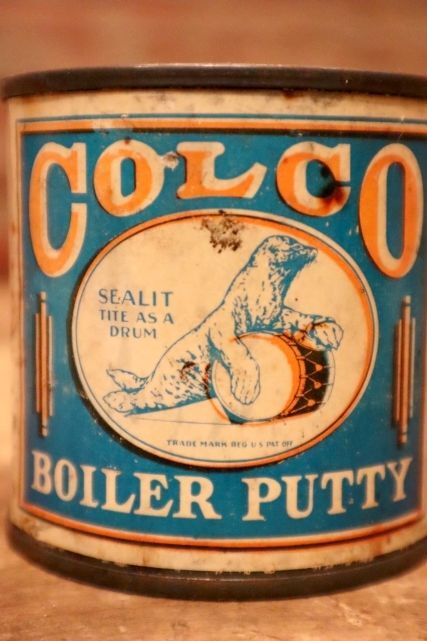 COLCO
SEALIT
TITE AS A
DRUM
TRADE MARK REG U S PAT OFF
BOILER PUTTY